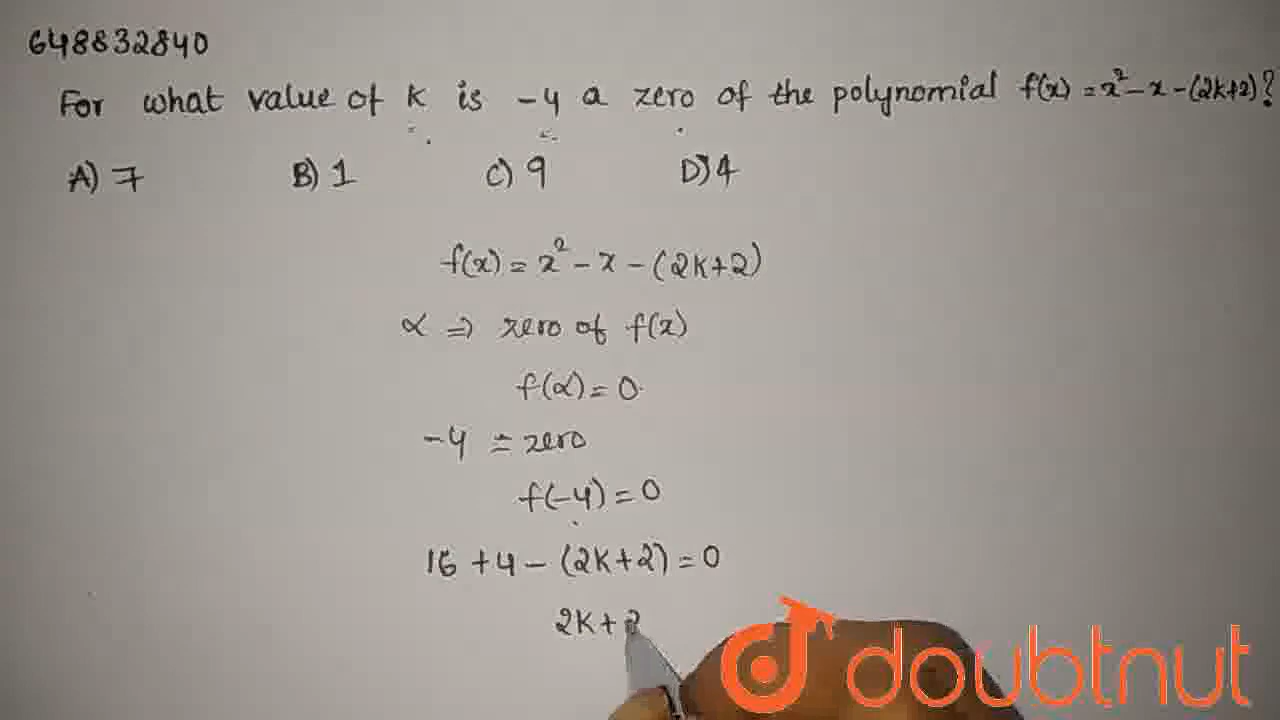 648832840
For what value of K is -4 a zero of the polynomial f(x) = x² - x - (2K+2)?
A) 7 B) 1 C) 9 D) 4
f(x) = x² - x - (2K+2)
α ⇒ zero of f(x)
f(α) = 0
-4 = zero
f(-4) = 0
16 + 4 - (2K+2) = 0
2K + 2
doubtnut